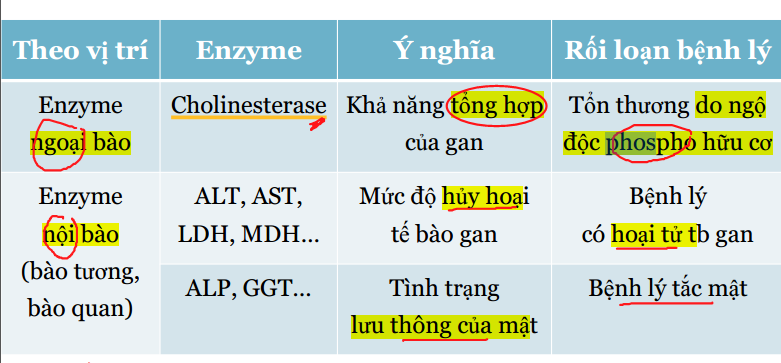 Theo vị trí
Enzyme
Ý nghĩa
Rối loạn bệnh lý
Enzyme
ngoại bào
Cholinesterase
Khả năng tổng hợp
của gan
Tổn thương do ngộ
độc phospho hữu cơ
Enzyme
nội bào
(bào tương,
bào quan)
ALT, AST,
LDH, MDH...
Mức độ hủy hoại
tế bào gan
Bệnh lý
có hoại tử tb gan
ALP, GGT...
Tình trạng
lưu thông của mật
Bệnh lý tắc mật